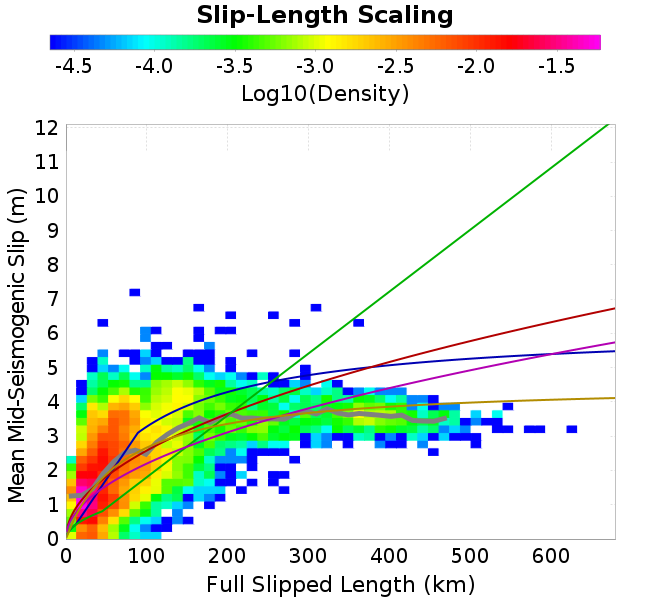 Slip-Length Scaling
-4.5 -4.0 -3.5 -3.0 -2.5 -2.0 -1.5
Log10(Density)
12
11
10
9
8
7
6
5
4
3
2
1
0
Mean Mid-Seismogenic Slip (m)
0 100 200 300 400 500 600
Full Slipped Length (km)